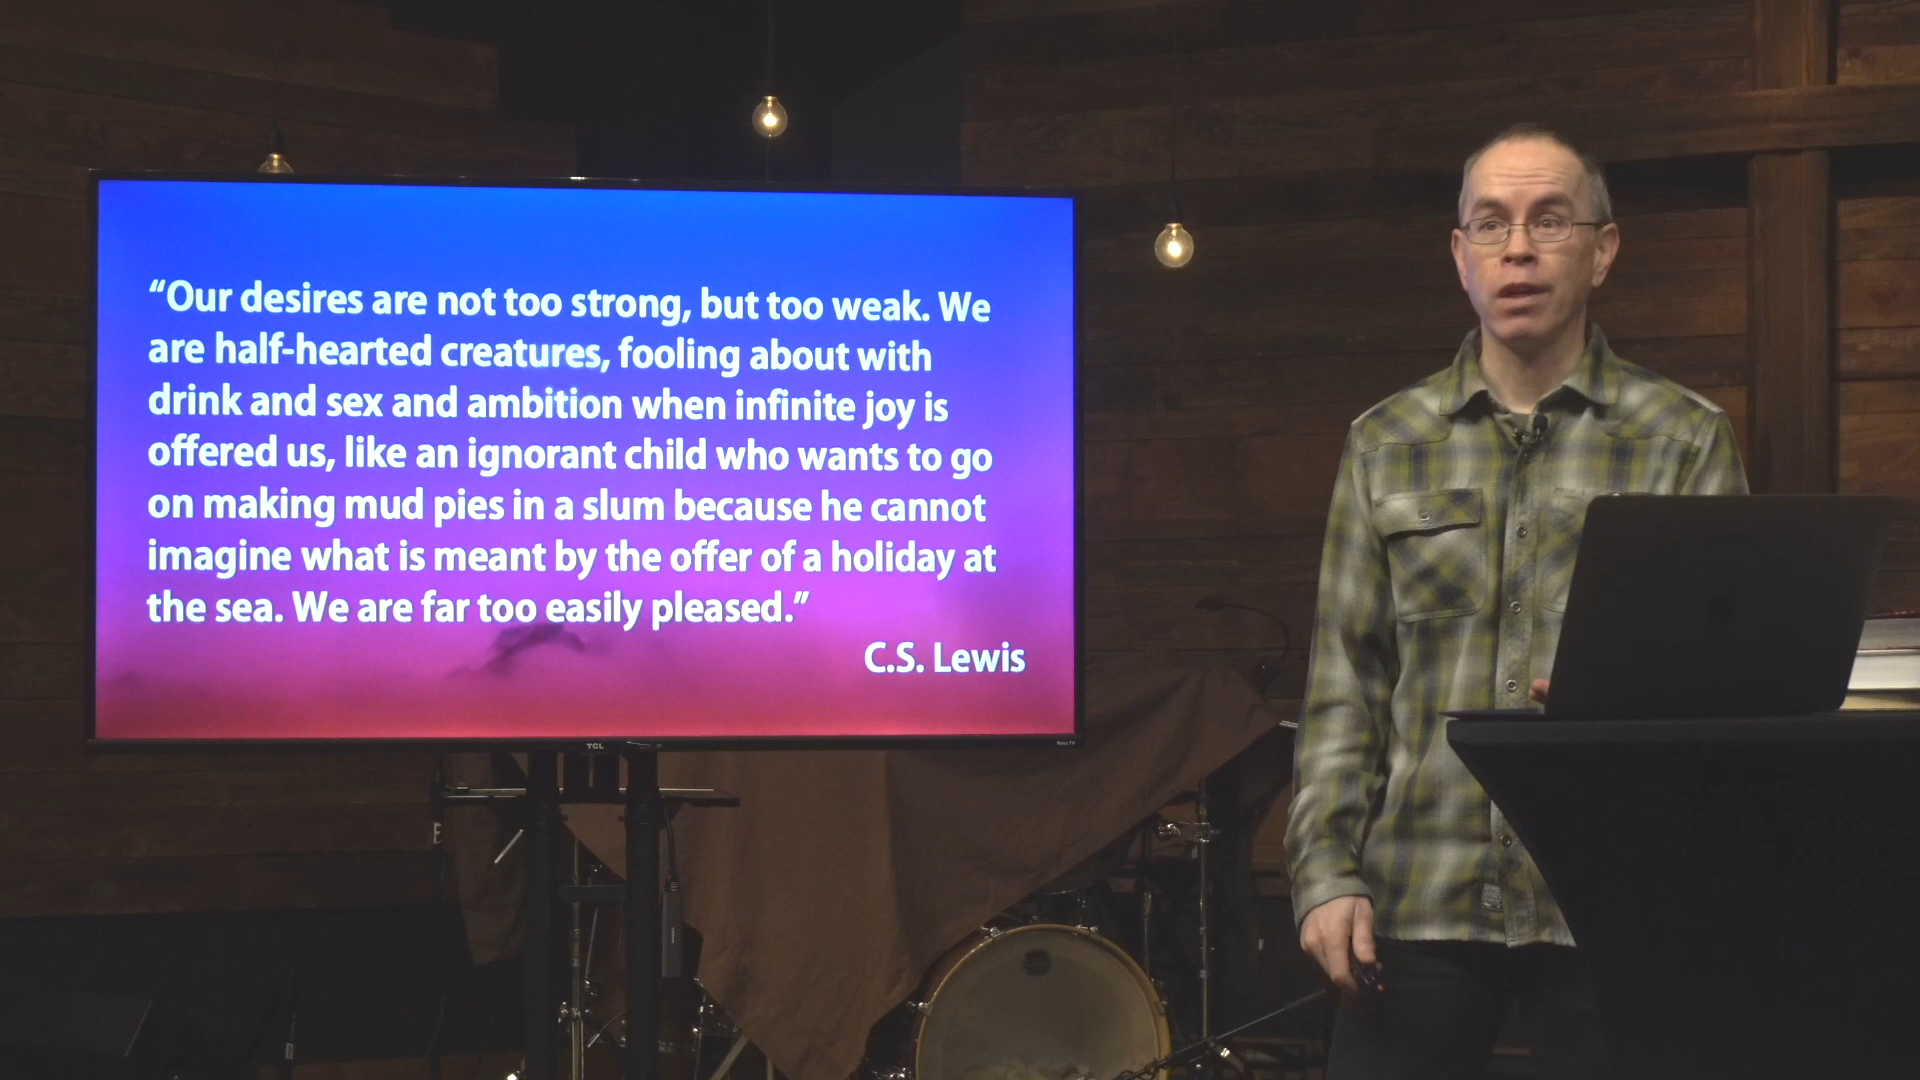 “Our desires are not too strong, but too weak. We
are half-hearted creatures, fooling about with
drink and sex and ambition when infinite joy is
offered us, like an ignorant child who wants to go
on making mud pies in a slum because he cannot
imagine what is meant by the offer of a holiday at
the sea. We are far too easily pleased.”
C.S. Lewis
TCL
Roku TV
E